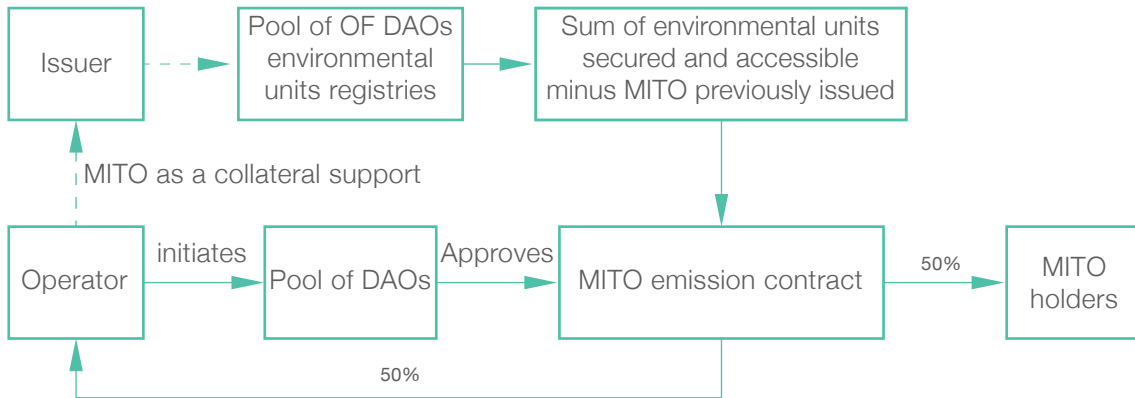 Issuer
Pool of OF DAOs
environmental
units registries
Sum of environmental units
secured and accessible
minus MITO previously issued
MITO as a collateral support
Operator
initiates
Pool of DAOs
Approves
MITO emission contract
50%
MITO
holders
50%